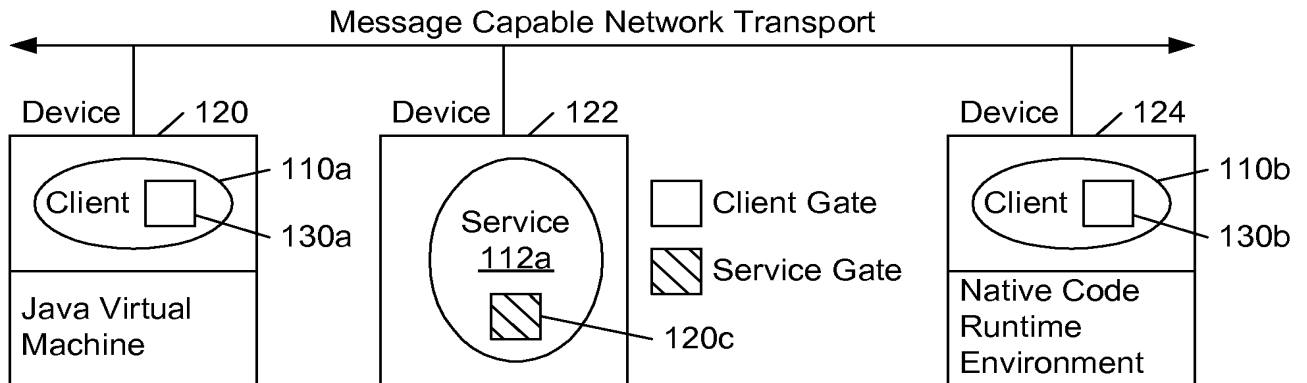 Message Capable Network Transport
Device
120
Device
122
Device
124
Client
110a
130a
Java Virtual
Machine
Service
112a
120c
Client Gate
Service Gate
Client
110b
130b
Native Code
Runtime
Environment